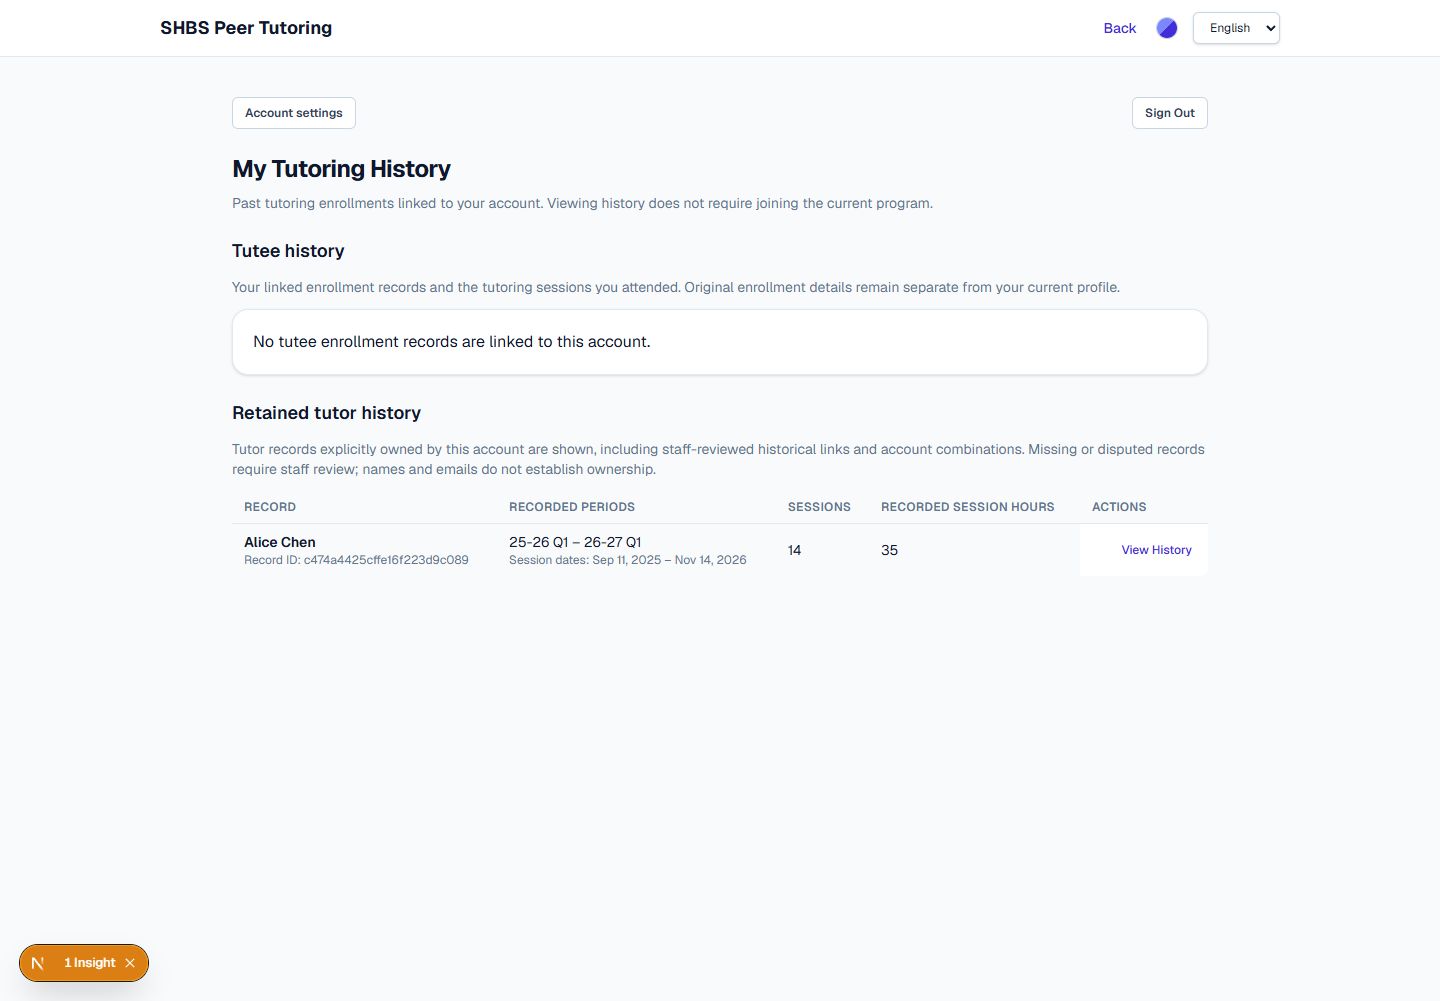 SHBS Peer Tutoring
Back
English
Account settings
Sign Out
My Tutoring History
Past tutoring enrollments linked to your account. Viewing history does not require joining the current program.
Tutee history
Your linked enrollment records and the tutoring sessions you attended. Original enrollment details remain separate from your current profile.
No tutee enrollment records are linked to this account.
Retained tutor history
Tutor records explicitly owned by this account are shown, including staff-reviewed historical links and account combinations. Missing or disputed records
require staff review; names and emails do not establish ownership.
RECORD RECORDED PERIODS SESSIONS RECORDED SESSION HOURS ACTIONS
Alice Chen 25-26 Q1 – 26-27 Q1 14 35 View History
Record ID: c474a4425cffe16f223d9c089 Session dates: Sep 11, 2025 – Nov 14, 2026
1 Insight